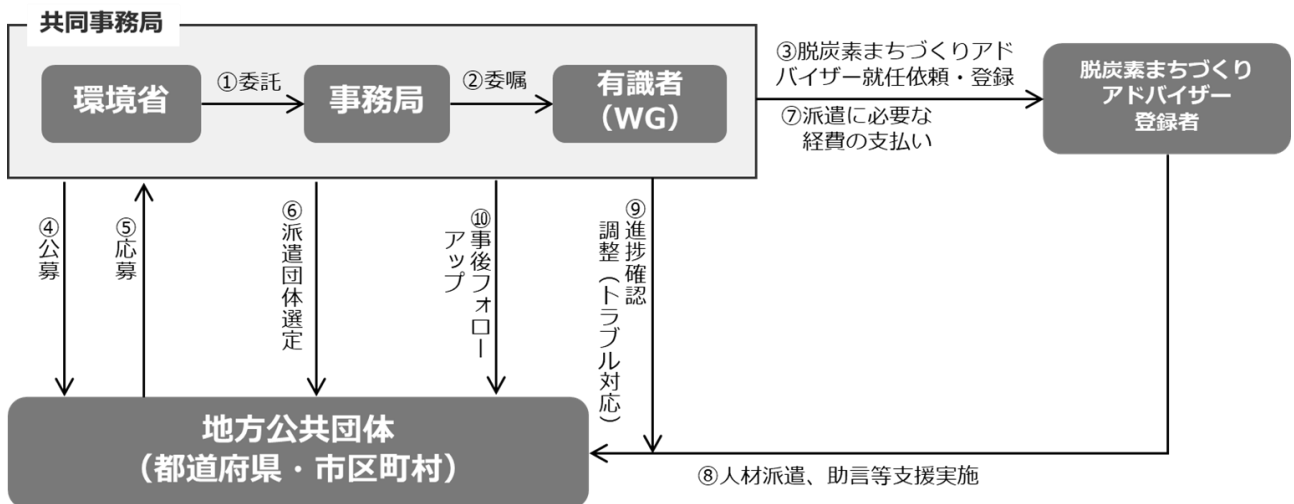 共同事務局
環境省
①委託
事務局
②委嘱
有識者
（WG）
③脱炭素まちづくりアド
バイザー就任依頼・登録
⑦派遣に必要な
経費の支払い
脱炭素まちづくり
アドバイザー
登録者
④公募
⑤応募
⑥派遣団体選定
⑩事後フォロー
アップ
⑨進捗確認
調整（トラブル対応）
地方公共団体
（都道府県・市区町村）
⑧人材派遣、助言等支援実施